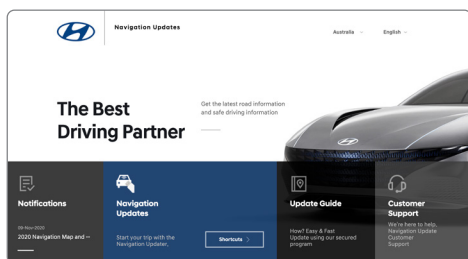 Navigation Updates
Australia
English
The Best
Driving Partner
Get the latest road information
and safe driving information
Notifications
09-Nov-2020
2020 Navigation Map and ···
Navigation
Updates
Start your trip with the
Navigation Updater.
Shortcuts
Update Guide
How? Easy & Fast
Update using our secured
program
Customer
Support
We're here to help.
Navigation Update
Customer
Support